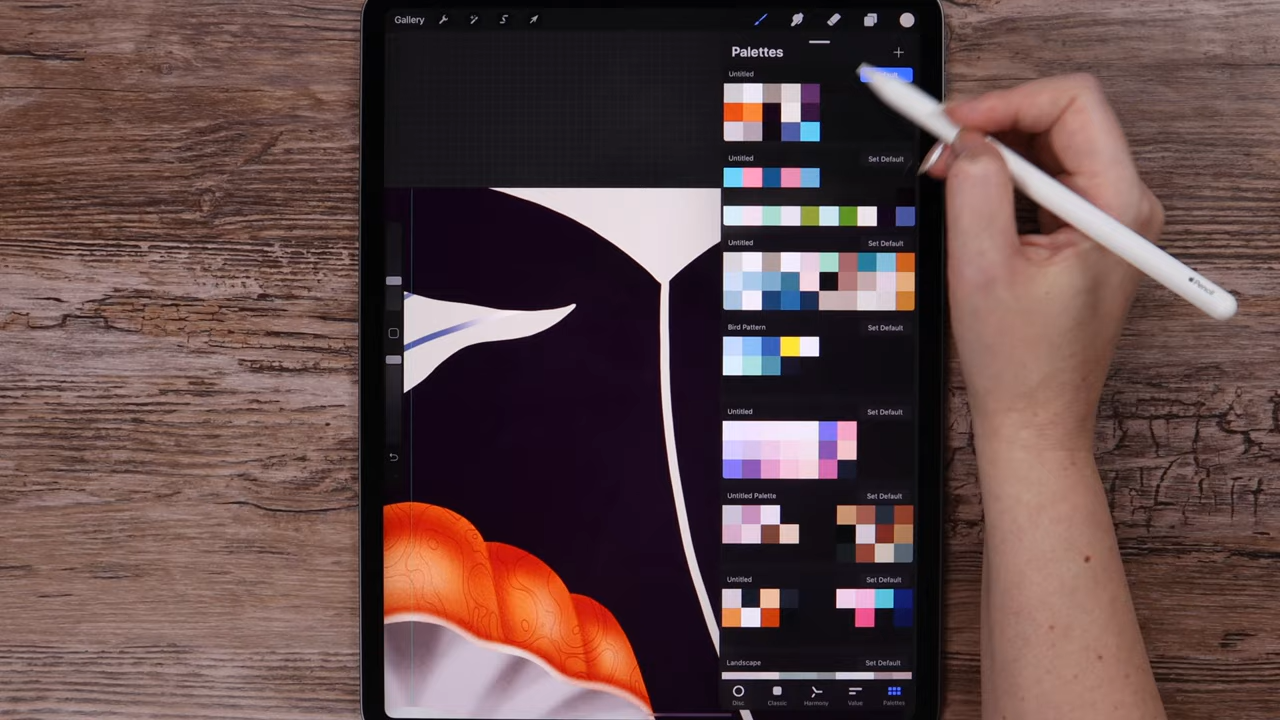 Gallery
Palettes
Untitled
Untitled Set Default
Untitled Set Default
Bird Pattern Set Default
Untitled Set Default
Untitled Palette Set Default
Untitled Set Default
Landscape Set Default
Disc Classic Harmony Value Palettes
Pencil